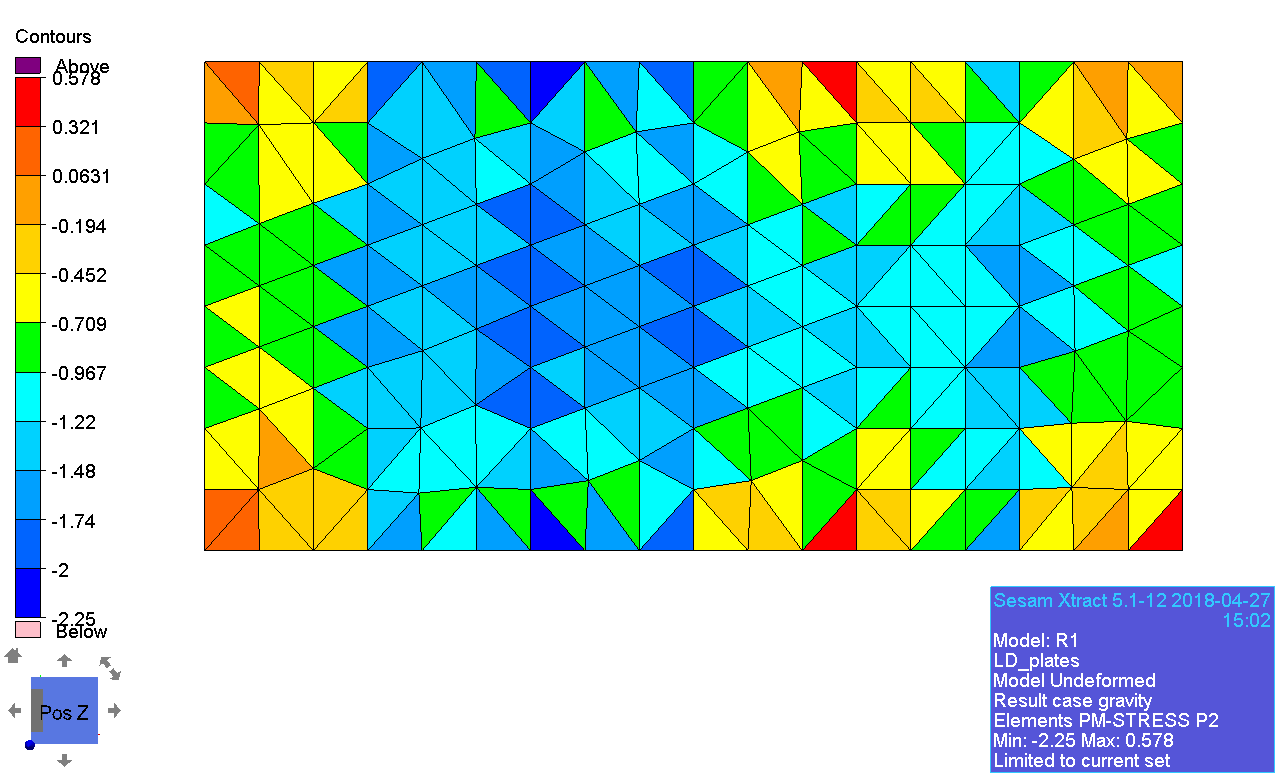 Contours
Above
0.578
0.321
0.0631
-0.194
-0.452
-0.709
-0.967
-1.22
-1.48
-1.74
-2
-2.25
Below
Pos Z
Sesam Xtract 5.1-12 2018-04-27
15:02
Model: R1
LD_plates
Model Undeformed
Result case gravity
Elements PM-STRESS P2
Min: -2.25 Max: 0.578
Limited to current set